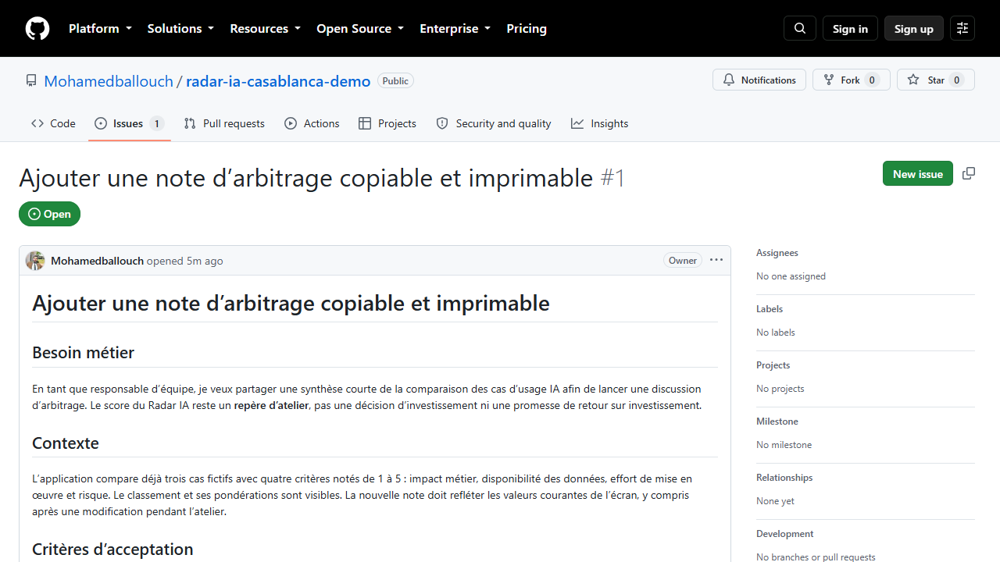 Platform Solutions Resources Open Source Enterprise Pricing Sign in Sign up
Mohamedballouch / radar-ia-casablanca-demo Public Notifications Fork 0 Star 0
Code Issues 1 Pull requests Actions Projects Security and quality Insights
Ajouter une note d’arbitrage copiable et imprimable #1 New issue
Open
Mohamedballouch opened 5m ago Owner
Ajouter une note d’arbitrage copiable et imprimable
Besoin métier
En tant que responsable d’équipe, je veux partager une synthèse courte de la comparaison des cas d’usage IA afin de lancer une discussion
d’arbitrage. Le score du Radar IA reste un repère d’atelier, pas une décision d’investissement ni une promesse de retour sur investissement.
Contexte
L’application compare déjà trois cas fictifs avec quatre critères notés de 1 à 5 : impact métier, disponibilité des données, effort de mise en
œuvre et risque. Le classement et ses pondérations sont visibles. La nouvelle note doit refléter les valeurs courantes de l’écran, y compris
après une modification pendant l’atelier.
Critères d’acceptation
Assignees
No one assigned
Labels
No labels
Projects
No projects
Milestone
No milestone
Relationships
None yet
Development
No branches or pull requests